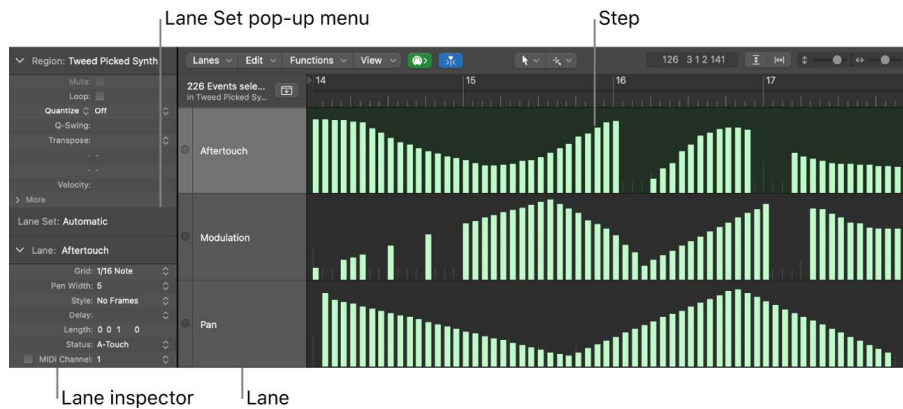 Lane Set pop-up menu
Step
Region: Tweed Picked Synth
Lanes Edit Functions View
126 3 1 2 141
Mute:
Loop:
Quantize Off
Q-Swing:
Transpose:
- -
- -
Velocity:
More
226 Events sele...
in Tweed Picked Sy...
14 15 16 17
Aftertouch
Lane Set: Automatic
Modulation
Lane: Aftertouch
Grid: 1/16 Note
Pen Width: 5
Style: No Frames
Delay:
Length: 0 0 1 0
Status: A-Touch
MIDI Channel: 1
Pan
Lane inspector
Lane